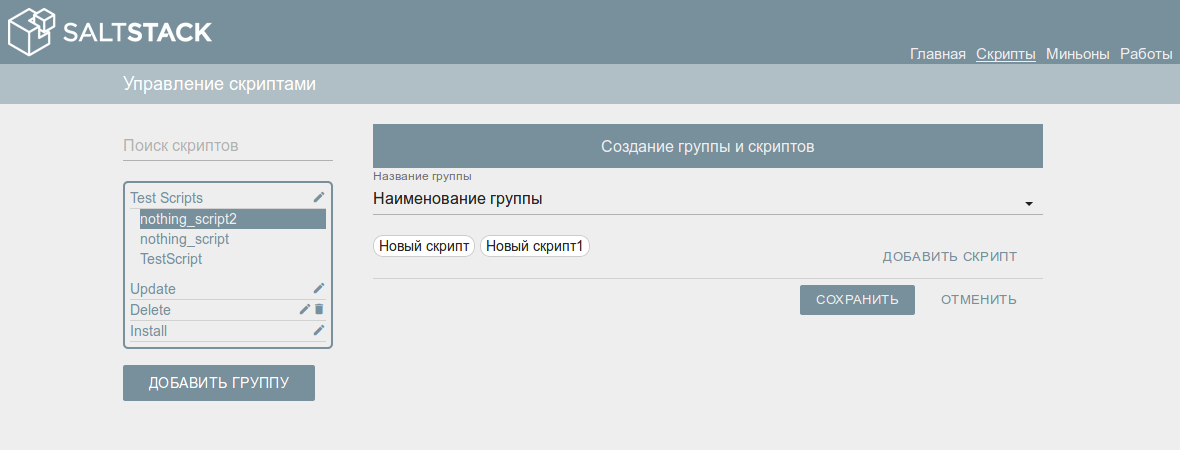 SALTSTACK
Главная Скрипты Миньоны Работы
Управление скриптами
Поиск скриптов
Test Scripts
nothing_script2
nothing_script
TestScript
Update
Delete
Install
ДОБАВИТЬ ГРУППУ
Создание группы и скриптов
Название группы
Наименование группы
Новый скрипт Новый скрипт1
ДОБАВИТЬ СКРИПТ
СОХРАНИТЬ ОТМЕНИТЬ